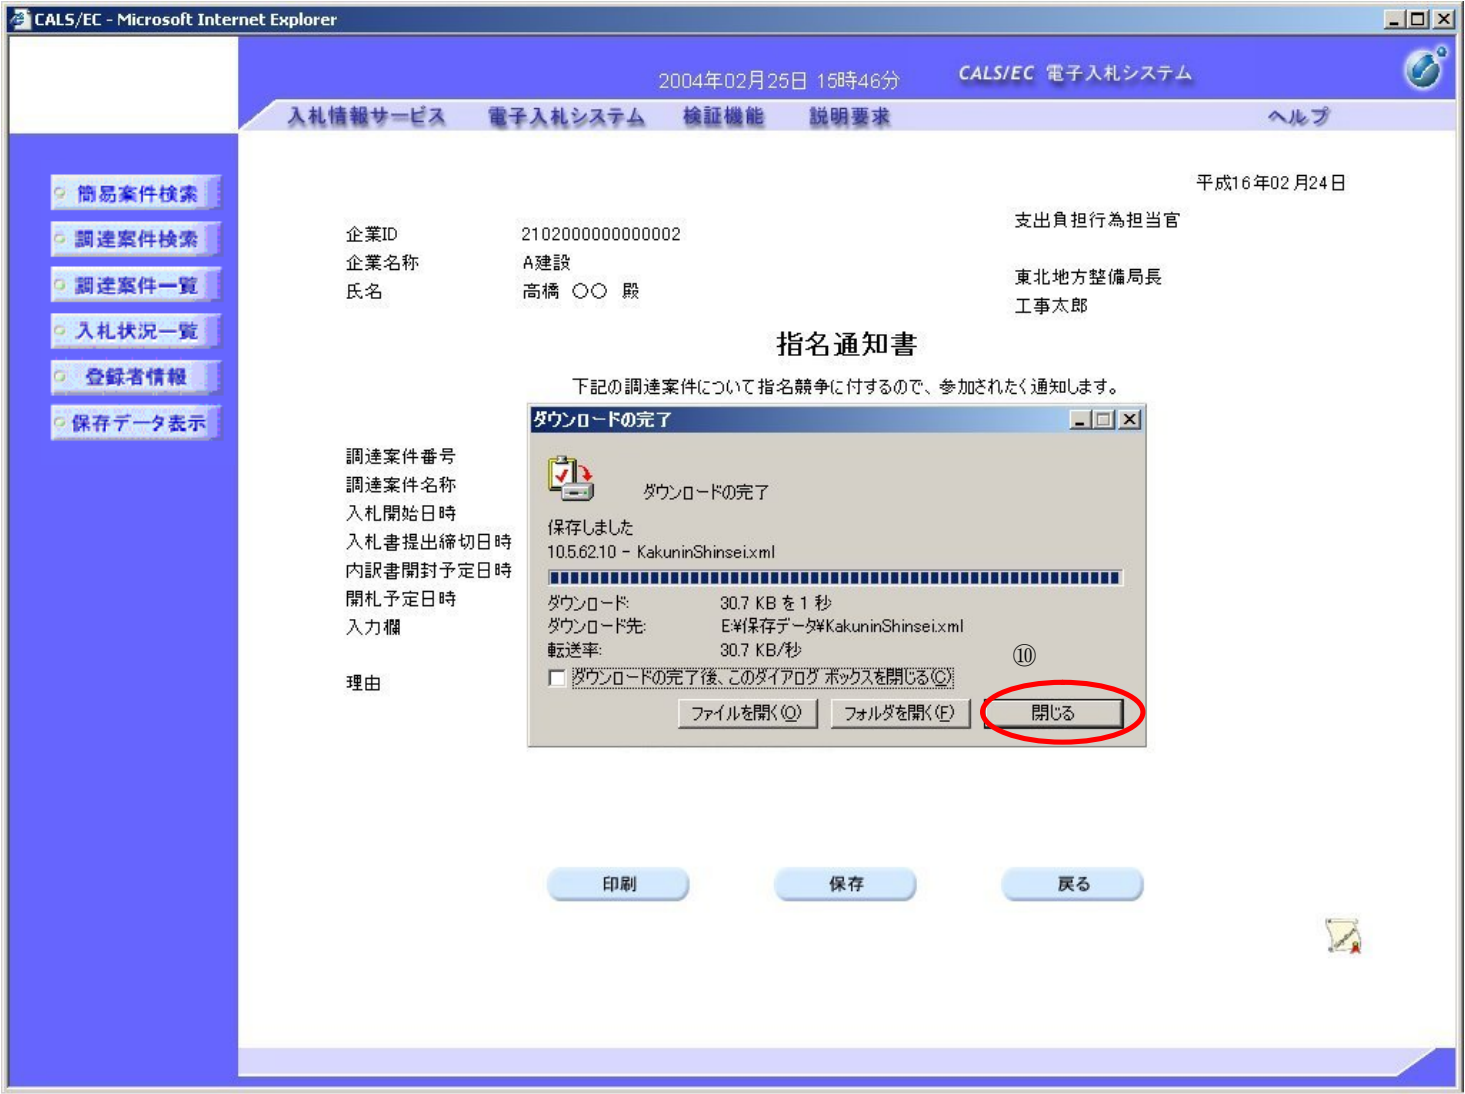 CALS/EC - Microsoft Internet Explorer
2004年02月25日 15時46分
CALS/EC 電子入札システム
入札情報サービス 電子入札システム 検証機能 説明要求 ヘルプ
簡易案件検索
調達案件検索
調達案件一覧
入札状況一覧
登録者情報
保存データ表示
平成16年02月24日
支出負担行為担当官
企業ID 2102000000000002
企業名称 A建設
東北地方整備局長
氏名 高橋 〇〇 殿
工事太郎
指名通知書
下記の調達案件について指名競争に付するので、参加されたく通知します。
調達案件番号
調達案件名称
入札開始日時
入札書提出締切日時
内訳書開封予定日時
開札予定日時
入力欄
理由
ダウンロードの完了
ダウンロードの完了
保存しました
10.5.62.10 - KakuninShinsei.xml
ダウンロード: 30.7 KB を 1 秒
ダウンロード先: E:¥保存データ¥KakuninShinsei.xml
転送率: 30.7 KB/秒
⑩
ダウンロードの完了後、このダイアログ ボックスを閉じる(C)
ファイルを開く(O) フォルダを開く(F) 閉じる
印刷 保存 戻る